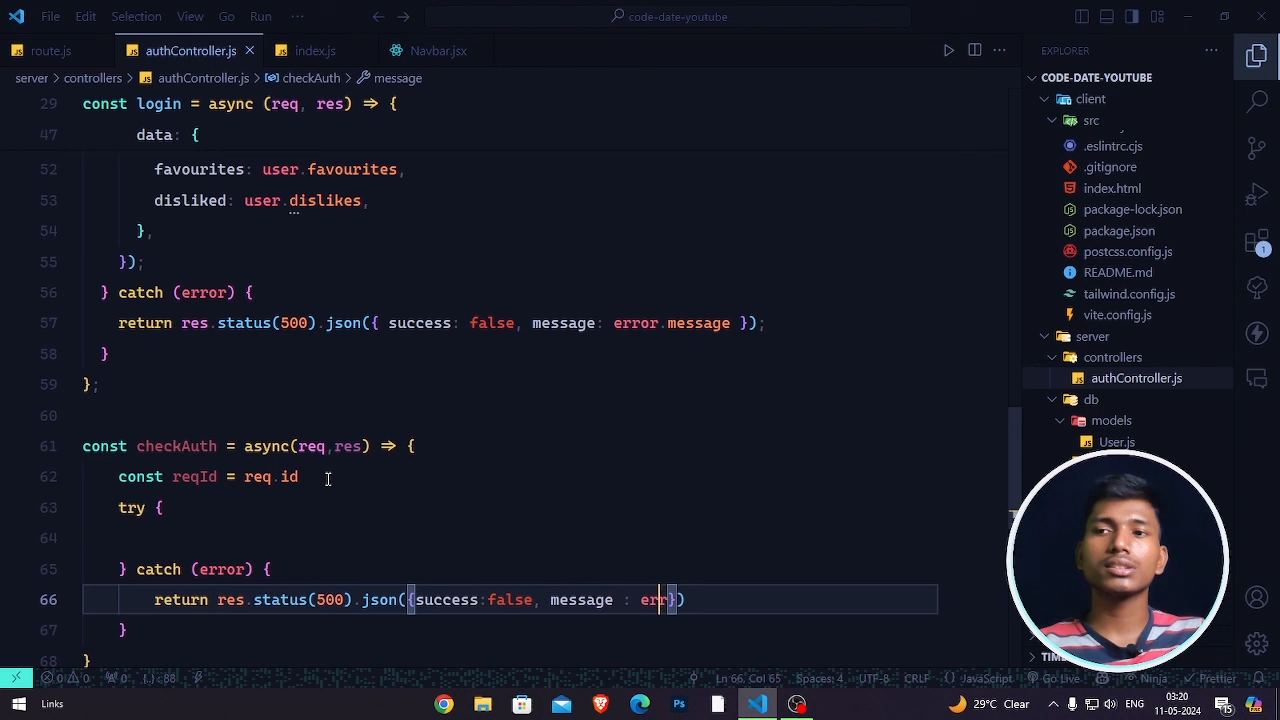 File Edit Selection View Go Run ··· code-date-youtube
route.js authController.js index.js Navbar.jsx
server > controllers > authController.js > checkAuth > message
29 const login = async (req, res) => {
47 data: {
52 favourites: user.favourites,
53 disliked: user.dislikes,
54 },
55 });
56 } catch (error) {
57 return res.status(500).json({ success: false, message: error.message });
58 }
59 };
60
61 const checkAuth = async(req,res) => {
62 const reqId = req.id
63 try {
64
65 } catch (error) {
66 return res.status(500).json({success:false, message : err})
67 }
68 }
EXPLORER
CODE-DATE-YOUTUBE
client
src
.eslintrc.cjs
.gitignore
index.html
package-lock.json
package.json
postcss.config.js
README.md
tailwind.config.js
vite.config.js
server
controllers
authController.js
db
models
User.js
1
0 0 0 {..}: 88 Ln 66, Col 65 Spaces: 4 UTF-8 CRLF {} JavaScript Go Live Ninja Prettier
Links 29°C Clear 03:20
11-05-2024